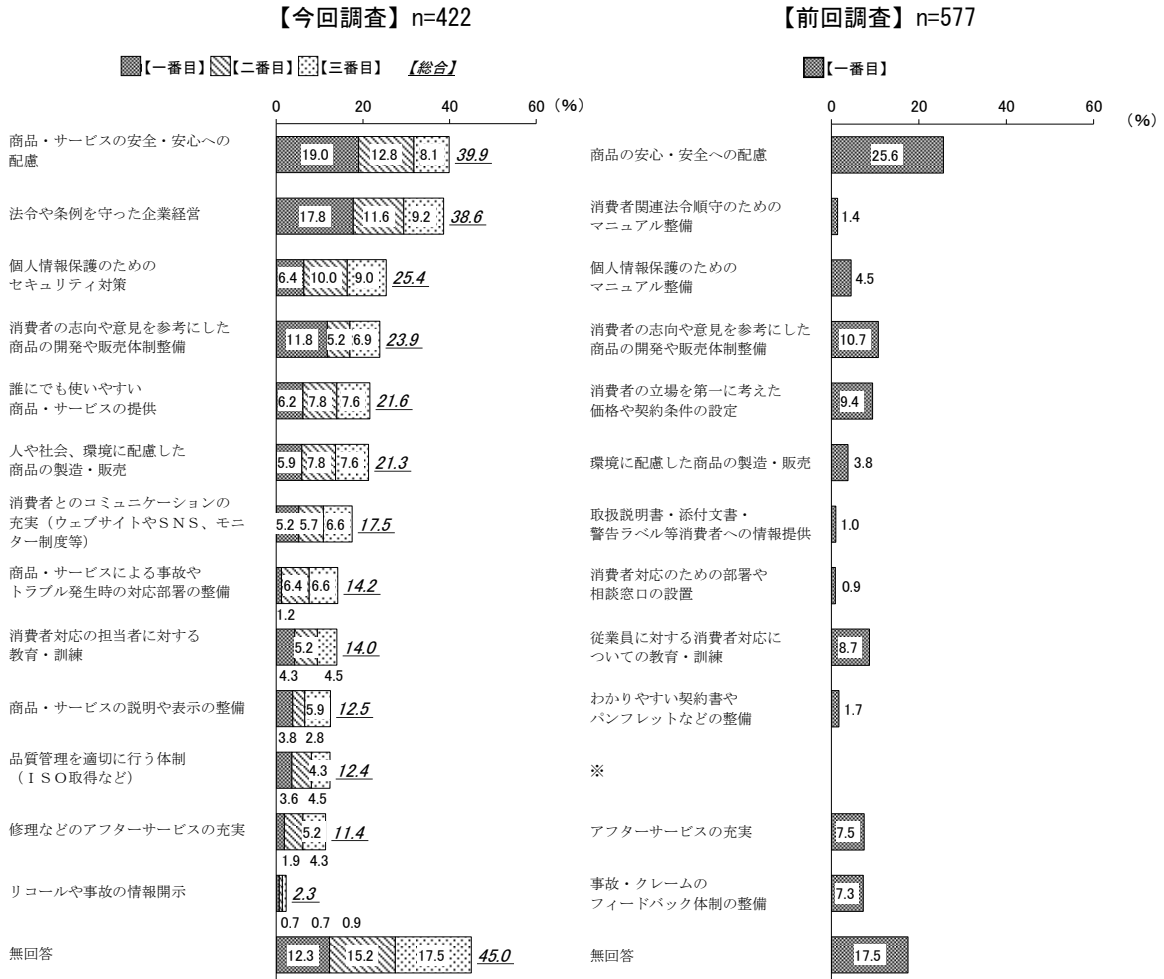 【今回調査】 n=422
【一番目】 【二番目】 【三番目】 【総合】
0 20 40 60 (%)
商品・サービスの安全・安心への
配慮
19.0 12.8 8.1 39.9
法令や条例を守った企業経営
17.8 11.6 9.2 38.6
個人情報保護のための
セキュリティ対策
6.4 10.0 9.0 25.4
消費者の志向や意見を参考にした
商品の開発や販売体制整備
11.8 5.2 6.9 23.9
誰にでも使いやすい
商品・サービスの提供
6.2 7.8 7.6 21.6
人や社会、環境に配慮した
商品の製造・販売
5.9 7.8 7.6 21.3
消費者とのコミュニケーションの
充実（ウェブサイトやＳＮＳ、モニ
ター制度等）
5.2 5.7 6.6 17.5
商品・サービスによる事故や
トラブル発生時の対応部署の整備
6.4 6.6 14.2
1.2
消費者対応の担当者に対する
教育・訓練
5.2 14.0
4.3 4.5
商品・サービスの説明や表示の整備
5.9 12.5
3.8 2.8
品質管理を適切に行う体制
（ＩＳＯ取得など）
4.3 12.4
3.6 4.5
修理などのアフターサービスの充実
5.2 11.4
1.9 4.3
リコールや事故の情報開示
2.3
0.7 0.7 0.9
無回答
12.3 15.2 17.5 45.0
【前回調査】 n=577
【一番目】
0 20 40 60
(%)
商品の安心・安全への配慮
25.6
消費者関連法令順守のための
マニュアル整備
1.4
個人情報保護のための
マニュアル整備
4.5
消費者の志向や意見を参考にした
商品の開発や販売体制整備
10.7
消費者の立場を第一に考えた
価格や契約条件の設定
9.4
環境に配慮した商品の製造・販売
3.8
取扱説明書・添付文書・
警告ラベル等消費者への情報提供
1.0
消費者対応のための部署や
相談窓口の設置
0.9
従業員に対する消費者対応に
ついての教育・訓練
8.7
わかりやすい契約書や
パンフレットなどの整備
1.7
※
アフターサービスの充実
7.5
事故・クレームの
フィードバック体制の整備
7.3
無回答
17.5